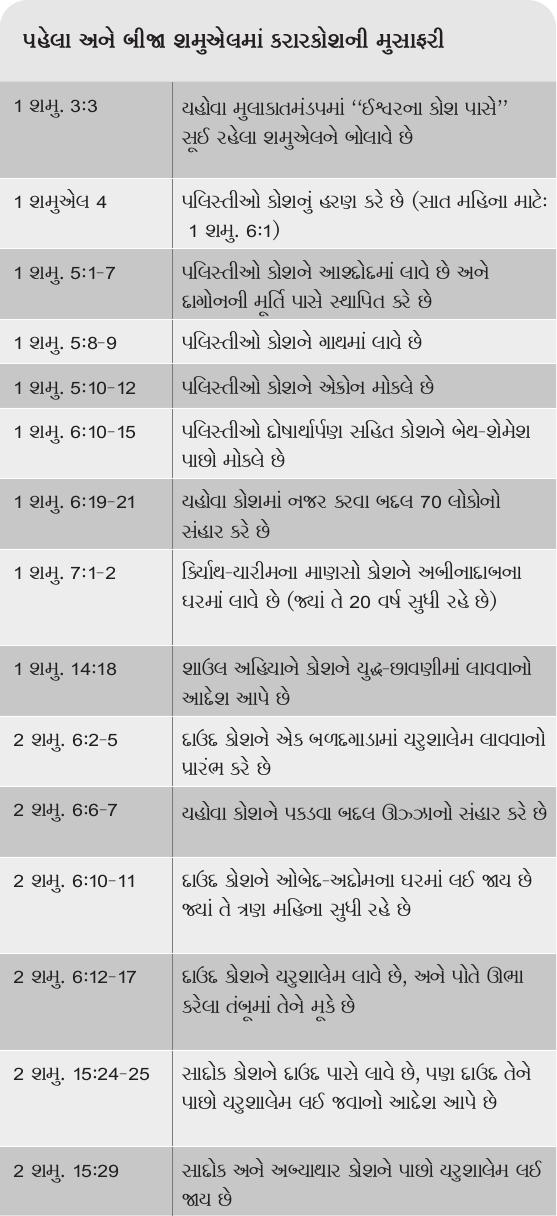 પહેલા અને બીજા શમુએલમાં કરારકોશની મુસાફરી
1 શમુ. 3:3
યહોવા મુલાકાતમંડપમાં “ઈશ્વરના કોશ પાસે”
સૂઈ રહેલા શમુએલને બોલાવે છે
1 શમુએલ 4
પલિસ્તીઓ કોશનું હરણ કરે છે (સાત મહિના માટેઃ
1 શમુ. 6:1)
1 શમુ. 5:1-7
પલિસ્તીઓ કોશને આશ્દોદમાં લાવે છે અને
દાગોનની મૂર્તિ પાસે સ્થાપિત કરે છે
1 શમુ. 5:8-9
પલિસ્તીઓ કોશને ગાથમાં લાવે છે
1 શમુ. 5:10-12
પલિસ્તીઓ કોશને એક્રોન મોકલે છે
1 શમુ. 6:10-15
પલિસ્તીઓ દોષાર્થાર્પણ સહિત કોશને બેથ-શેમેશ
પાછો મોકલે છે
1 શમુ. 6:19-21
યહોવા કોશમાં નજર કરવા બદલ 70 લોકોનો
સંહાર કરે છે
1 શમુ. 7:1-2
કિર્યાથ-યારીમના માણસો કોશને અબીનાદાબના
ઘરમાં લાવે છે (જ્યાં તે 20 વર્ષ સુધી રહે છે)
1 શમુ. 14:18
શાઉલ અહિયાને કોશને યુદ્ધ-છાવણીમાં લાવવાનો
આદેશ આપે છે
2 શમુ. 6:2-5
દાઉદ કોશને એક બળદગાડામાં યરુશાલેમ લાવવાનો
પ્રારંભ કરે છે
2 શમુ. 6:6-7
યહોવા કોશને પકડવા બદલ ઊઝ્ઝાનો સંહાર કરે છે
2 શમુ. 6:10-11
દાઉદ કોશને ઓબેદ-અદોમના ઘરમાં લઈ જાય છે
જ્યાં તે ત્રણ મહિના સુધી રહે છે
2 શમુ. 6:12-17
દાઉદ કોશને યરુશાલેમ લાવે છે, અને પોતે ઊભા
કરેલા તંબૂમાં તેને મૂકે છે
2 શમુ. 15:24-25
સાદોક કોશને દાઉદ પાસે લાવે છે, પણ દાઉદ તેને
પાછો યરુશાલેમ લઈ જવાનો આદેશ આપે છે
2 શમુ. 15:29
સાદોક અને અબ્યાથાર કોશને પાછો યરુશાલેમ લઈ
જાય છે